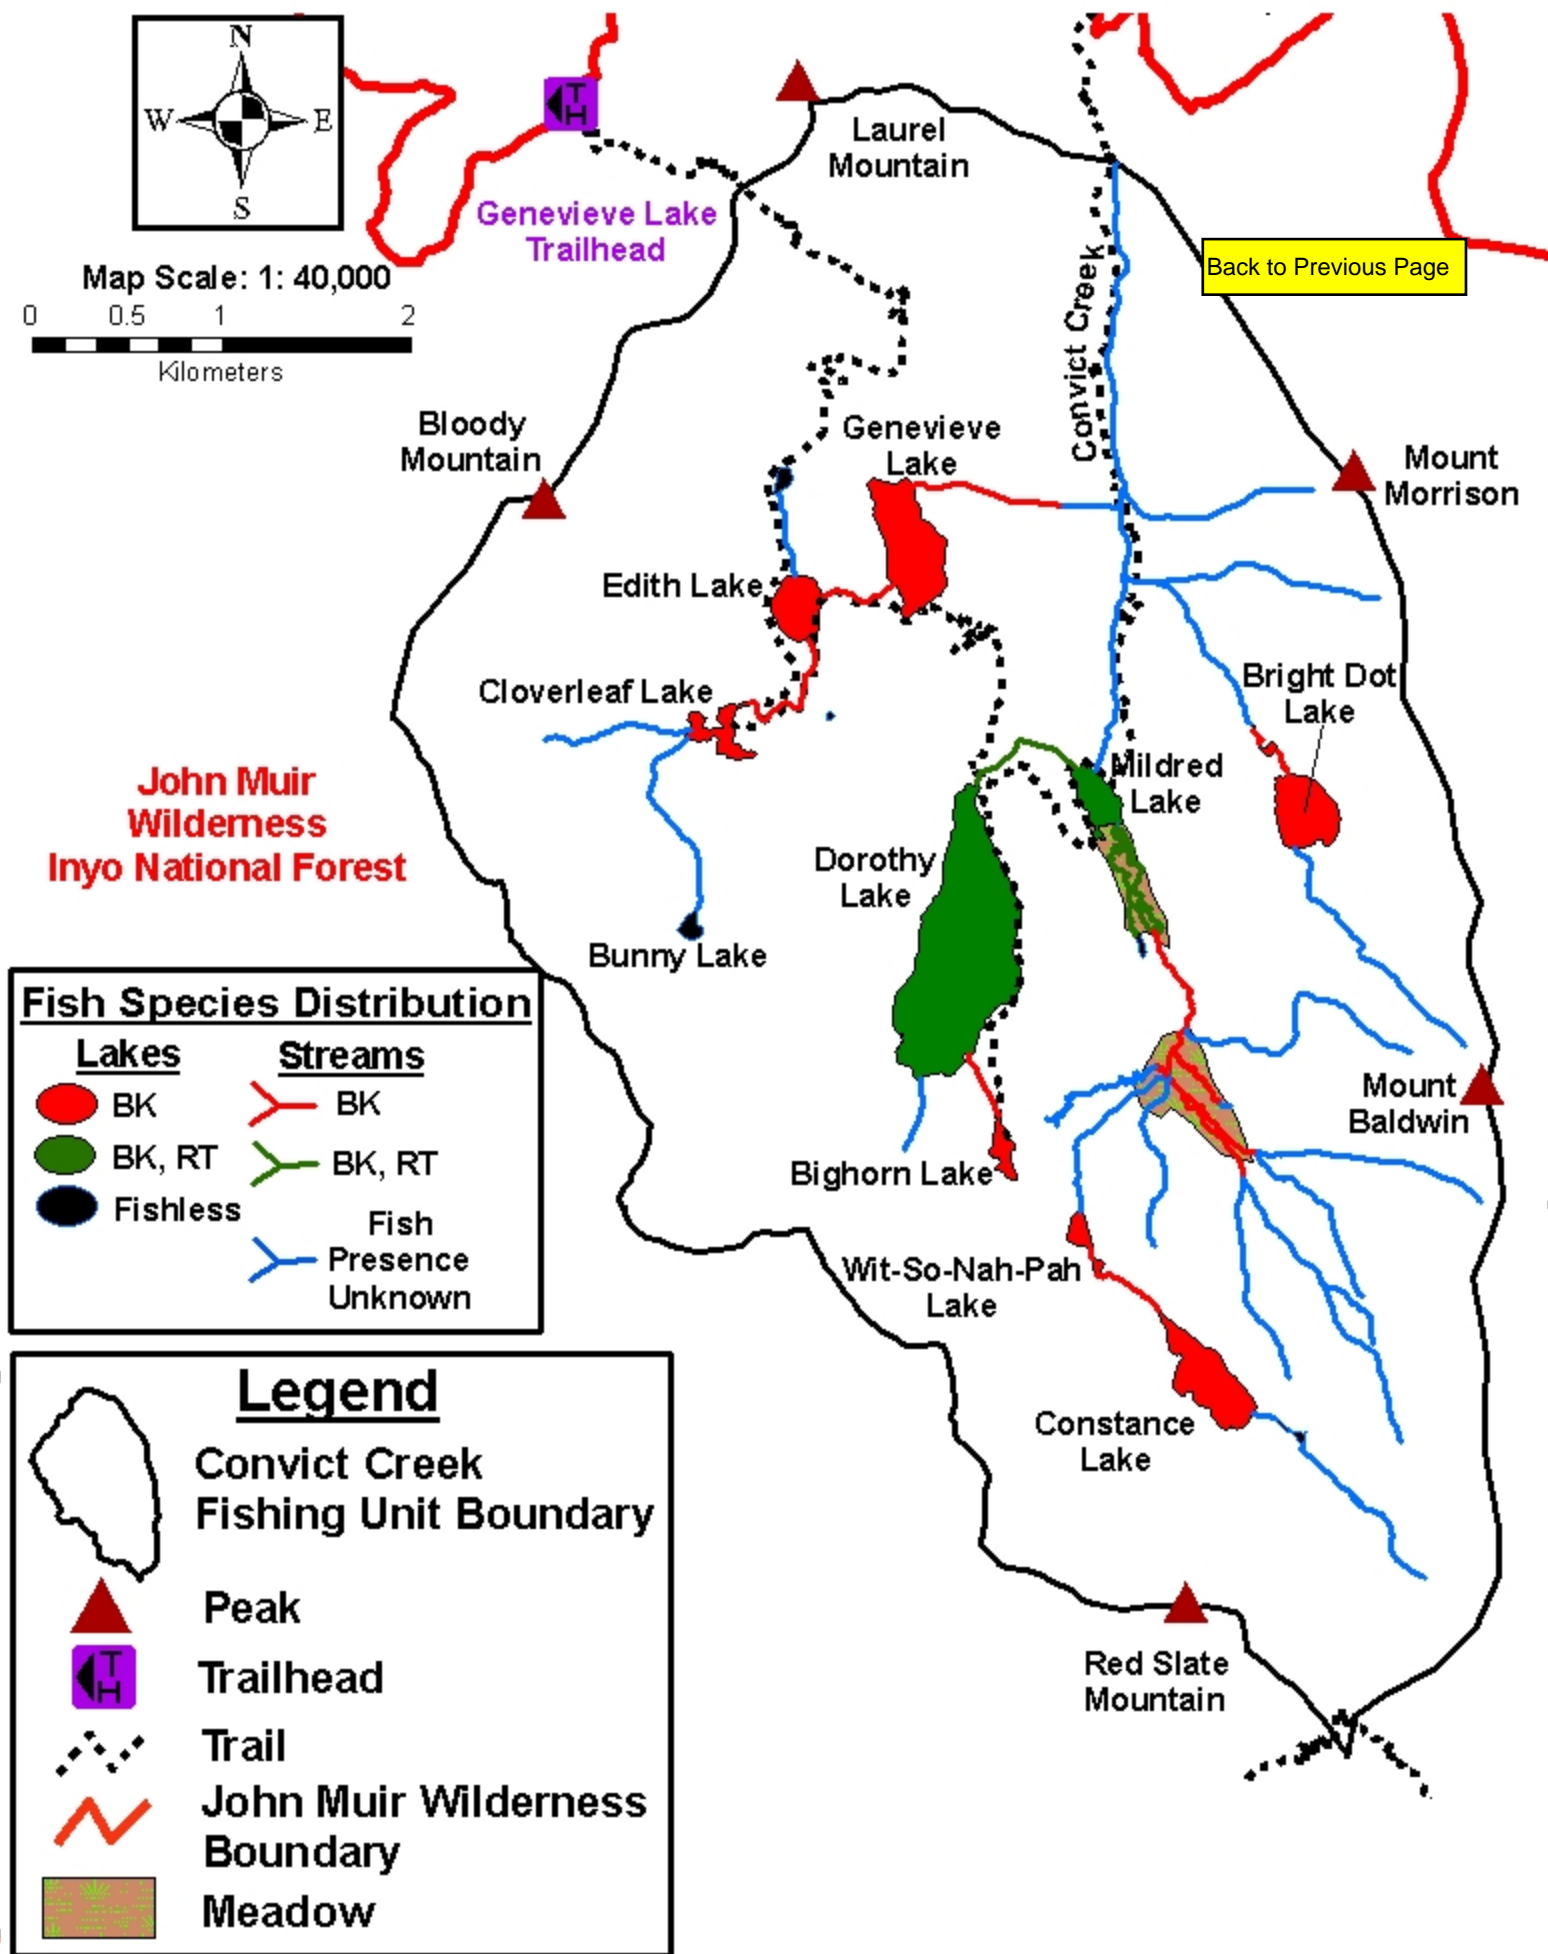 N
W E
S
T
H
Laurel
Mountain
Genevieve Lake
Trailhead
Map Scale: 1: 40,000
0 0.5 1 2
Kilometers
Back to Previous Page
Convict Creek
Bloody
Mountain
Genevieve
Lake
Mount
Morrison
Edith Lake
Cloverleaf Lake
Bright Dot
Lake
John Muir
Wilderness
Inyo National Forest
Mildred
Lake
Dorothy
Lake
Bunny Lake
Mount
Baldwin
Bighorn Lake
Wit-So-Nah-Pah
Lake
Constance
Lake
Red Slate
Mountain
Fish Species Distribution
Lakes Streams
BK BK
BK, RT BK, RT
Fishless
Fish
Presence
Unknown
Legend
Convict Creek
Fishing Unit Boundary
Peak
T
H
Trailhead
Trail
John Muir Wilderness
Boundary
Meadow